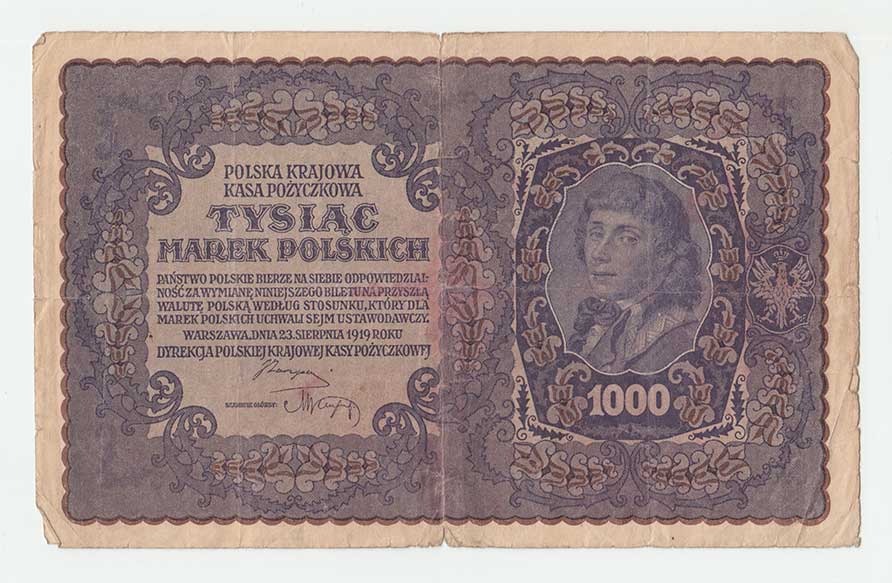 POLSKA KRAJOWA
KASA POŻYCZKOWA
TYSIĄC
MAREK POLSKICH
PAŃSTWO POLSKIE BIERZE NA SIEBIE ODPOWIEDZIAL-
NOŚĆ ZA WYMIANĘ NINIEJSZEGO BILETU NA PRZYSZŁĄ
WALUTĘ POLSKĄ WEDŁUG STOSUNKU, KTÓRY DLA
MAREK POLSKICH UCHWALI SEJM USTAWODAWCZY.
WARSZAWA, DNIA 23. SIERPNIA 1919 ROKU
DYREKCJA POLSKIEJ KRAJOWEJ KASY POŻYCZKOWEJ
SKARBNIK GŁÓWNY:
1000